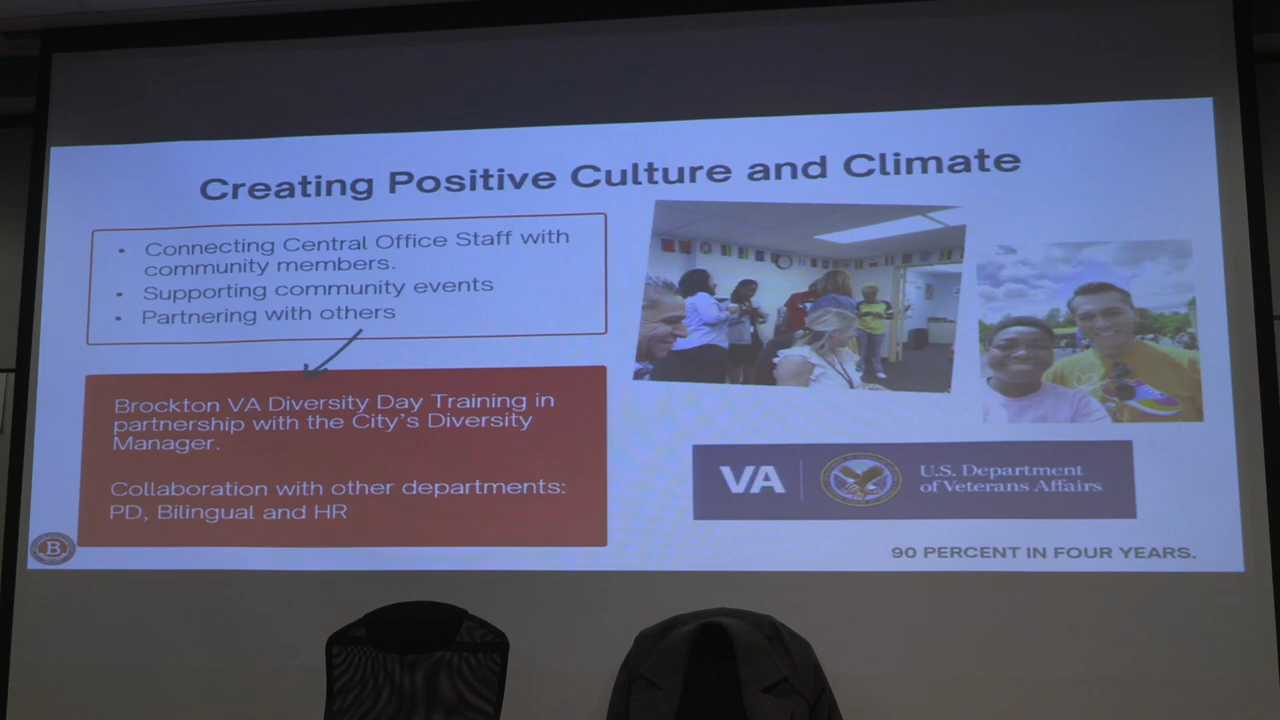 Creating Positive Culture and Climate
• Connecting Central Office Staff with
community members.
• Supporting community events
• Partnering with others
Brockton VA Diversity Day Training in
partnership with the City's Diversity
Manager.
Collaboration with other departments:
PD, Bilingual and HR
B
VA
U.S. Department
of Veterans Affairs
90 PERCENT IN FOUR YEARS.